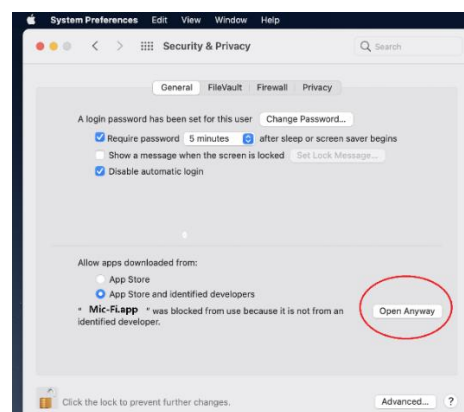 System Preferences Edit View Window Help
Security & Privacy
Search
General FileVault Firewall Privacy
A login password has been set for this user Change Password...
Require password 5 minutes after sleep or screen saver begins
Show a message when the screen is locked Set Lock Message...
Disable automatic login
Allow apps downloaded from:
App Store
App Store and identified developers
" Mic-Fi.app " was blocked from use because it is not from an Open Anyway
identified developer.
Click the lock to prevent further changes. Advanced... ?